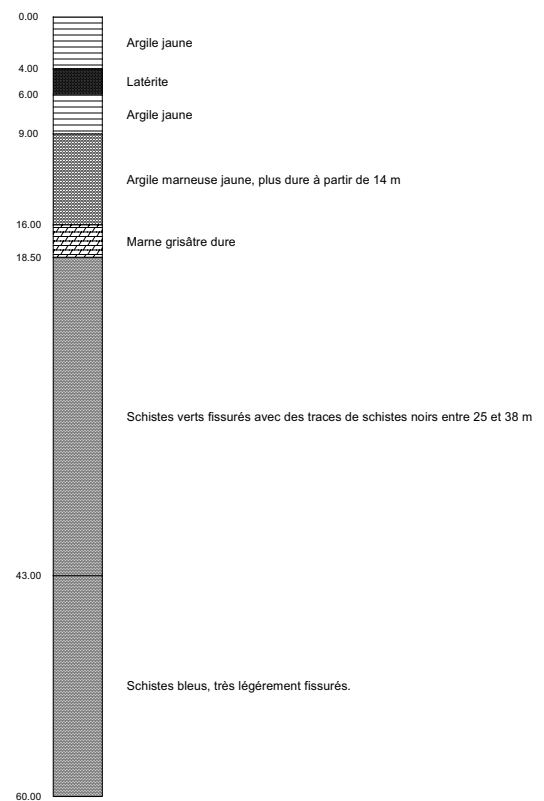 0.00
Argile jaune
4.00
Latérite
6.00
Argile jaune
9.00
Argile marneuse jaune, plus dure à partir de 14 m
16.00
Marne grisâtre dure
18.50
Schistes verts fissurés avec des traces de schistes noirs entre 25 et 38 m
43.00
Schistes bleus, très légérement fissurés.
60.00